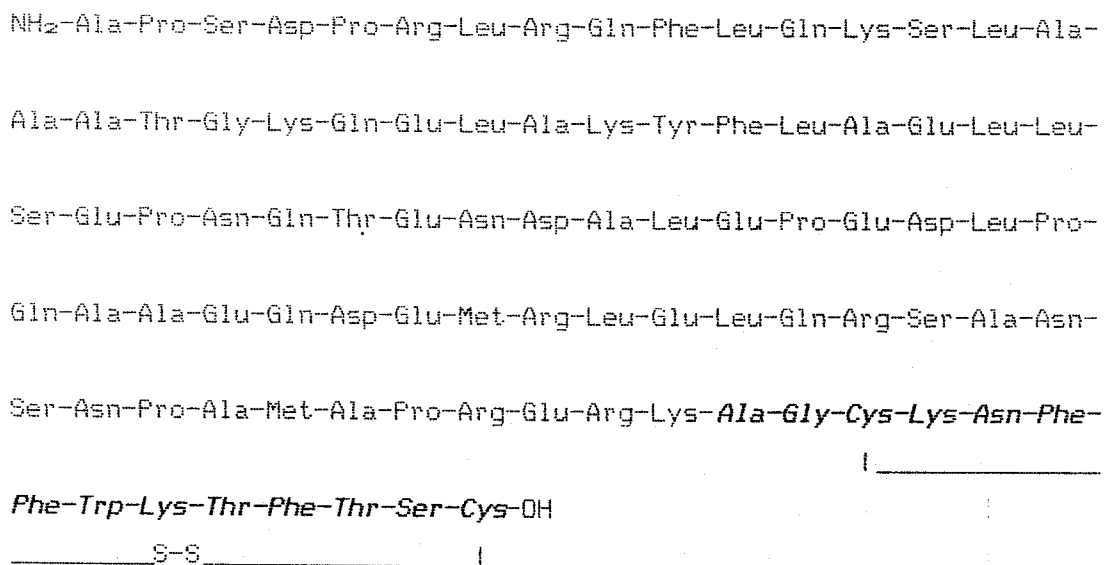 NH₂-Ala-Pro-Ser-Asp-Pro-Arg-Leu-Arg-Gln-Phe-Leu-Gln-Lys-Ser-Leu-Ala-
Ala-Ala-Thr-Gly-Lys-Gln-Glu-Leu-Ala-Lys-Tyr-Phe-Leu-Ala-Glu-Leu-Leu-
Ser-Glu-Pro-Asn-Gln-Thr-Glu-Asn-Asp-Ala-Leu-Glu-Pro-Glu-Asp-Leu-Pro-
Gln-Ala-Ala-Glu-Gln-Asp-Glu-Met-Arg-Leu-Glu-Leu-Gln-Arg-Ser-Ala-Asn-
Ser-Asn-Pro-Ala-Met-Ala-Pro-Arg-Glu-Arg-Lys-Ala-Gly-Cys-Lys-Asn-Phe-
Phe-Trp-Lys-Thr-Phe-Thr-Ser-Cys-OH
S-S